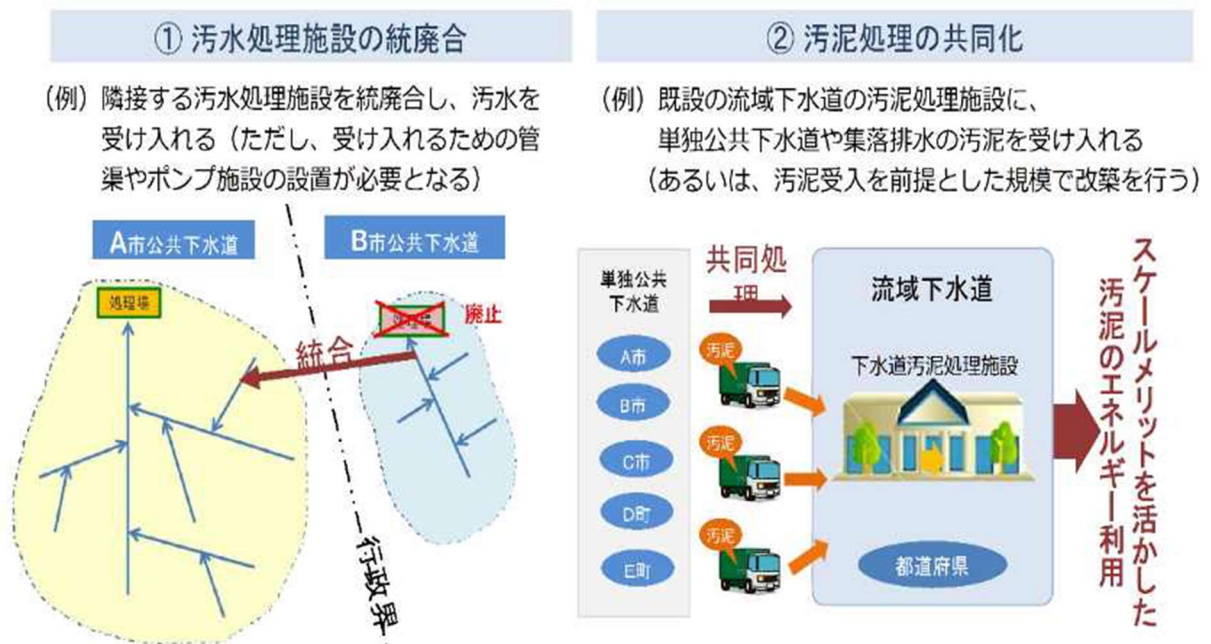 ① 汚水処理施設の統廃合
(例) 隣接する汚水処理施設を統廃合し、汚水を
受け入れる（ただし、受け入れるための管
渠やポンプ施設の設置が必要となる）
A市公共下水道
B市公共下水道
処理場
処理場
廃止
統合
行政界
② 汚泥処理の共同化
(例) 既設の流域下水道の汚泥処理施設に、
単独公共下水道や集落排水の汚泥を受け入れる
（あるいは、汚泥受入を前提とした規模で改築を行う）
単独公共
下水道
A市
B市
C市
D町
E町
共同処
理
汚泥
汚泥
汚泥
流域下水道
下水道汚泥処理施設
都道府県
スケールメリットを活かした
汚泥のエネルギー利用